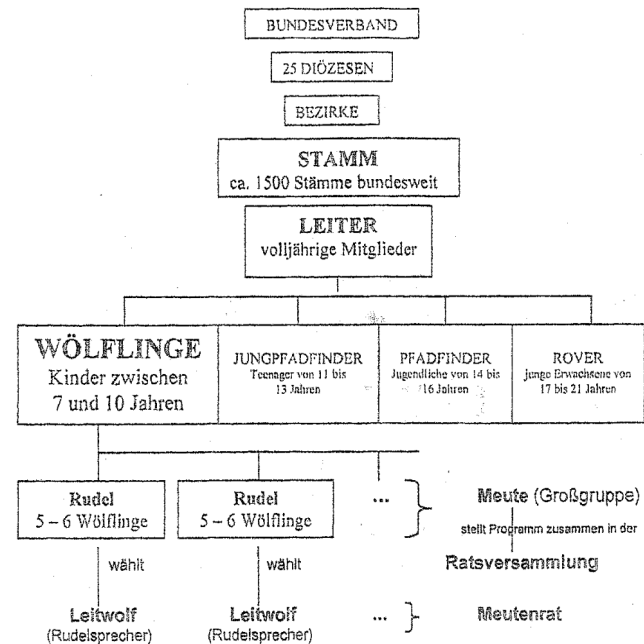 BUNDESVERBAND
25 DIÖZESEN
BEZIRKE
STAMM
ca. 1500 Stämme bundesweit
LEITER
volljährige Mitglieder
WÖLFLINGE
Kinder zwischen
7 und 10 Jahren
JUNGPFADFINDER
Teenager von 11 bis
13 Jahren
PFADFINDER
Jugendliche von 14 bis
16 Jahren
ROVER
junge Erwachsene von
17 bis 21 Jahren
Rudel
5 – 6 Wölflinge
Rudel
5 – 6 Wölflinge
...
Meute (Großgruppe)
stellt Programm zusammen in der
Ratsversammlung
wählt
wählt
Leitwolf
(Rudelsprecher)
Leitwolf
(Rudelsprecher)
...
Meutenrat